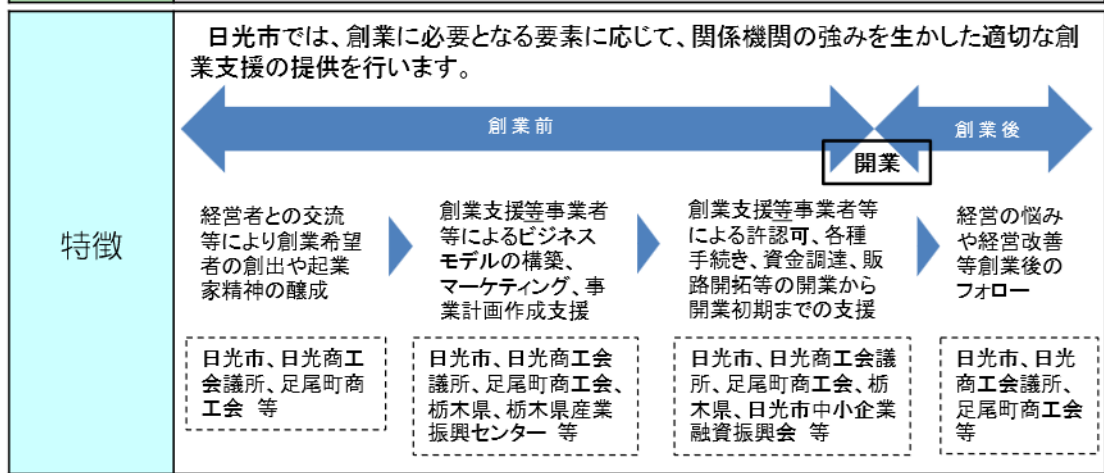 日光市では、創業に必要となる要素に応じて、関係機関の強みを生かした適切な創
業支援の提供を行います。
創業前
創業後
開業
特徴
経営者との交流
等により創業希望
者の創出や起業
家精神の醸成
創業支援等事業者
等によるビジネス
モデルの構築、
マーケティング、事
業計画作成支援
創業支援等事業者等
による許認可、各種
手続き、資金調達、販
路開拓等の開業から
開業初期までの支援
経営の悩み
や経営改善
等創業後の
フォロー
日光市、日光商工
会議所、足尾町商
工会 等
日光市、日光商工会
議所、足尾町商工会、
栃木県、栃木県産業
振興センター 等
日光市、日光商工会議
所、足尾町商工会、栃
木県、日光市中小企業
融資振興会 等
日光市、日光
商工会議所、
足尾町商工会
等